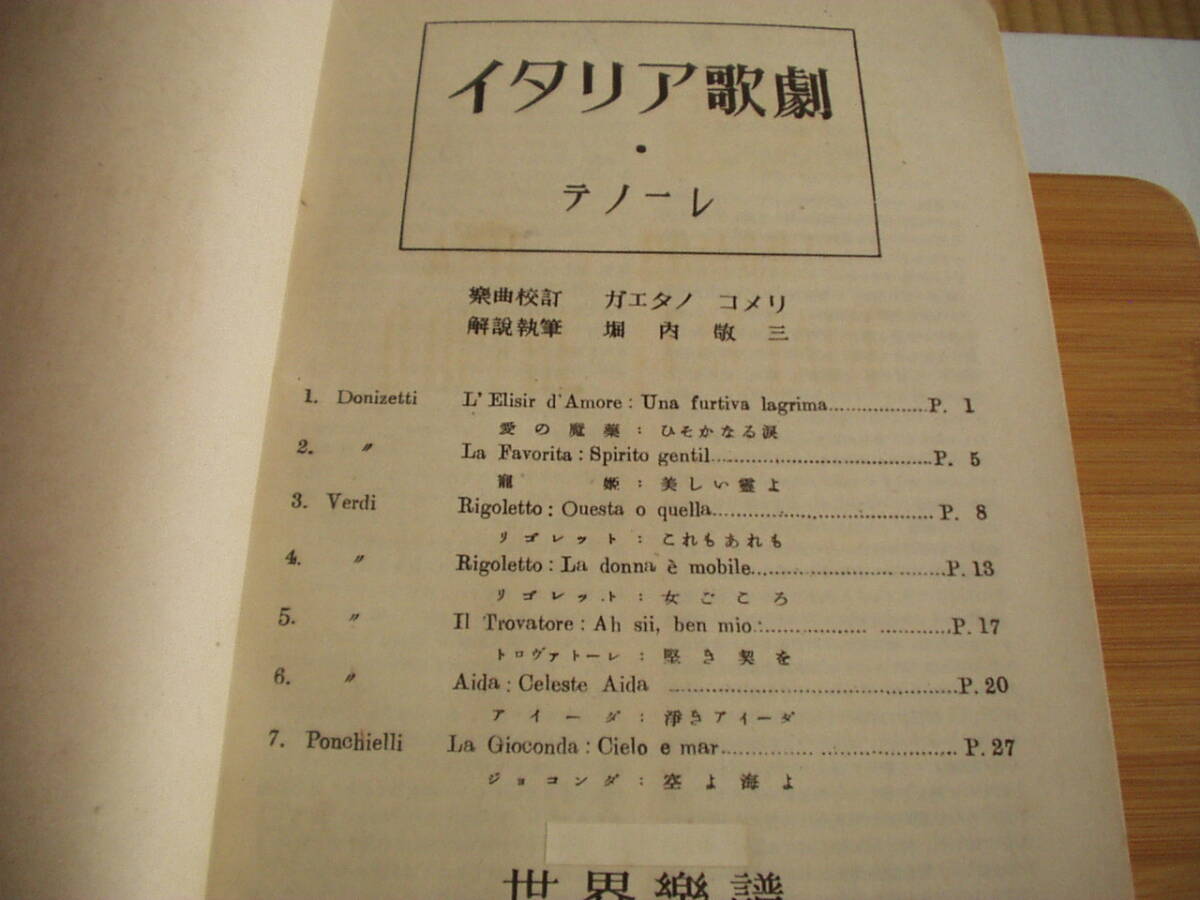 イタリア歌劇
・
テノーレ
樂曲校訂 ガエタノ コメリ
解說執筆 堀内敬三
1. Donizetti L'Elisir d'Amore : Una furtiva lagrima..................P. 1
愛の魔藥 : ひそかなる涙
2. 〃 La Favorita : Spirito gentil..................P. 5
寵姬 : 美しい靈よ
3. Verdi Rigoletto : Ouesta o quella..................P. 8
リゴレット : これもあれも
4. 〃 Rigoletto : La donna è mobile..................P. 13
リゴレット : 女ごころ
5. 〃 Il Trovatore : Ah sii, ben mio..................P. 17
トロヴァトーレ : 堅き契を
6. 〃 Aida : Celeste Aida ..................P. 20
アイーダ : 淨きアイーダ
7. Ponchielli La Gioconda : Cielo e mar..................P. 27
ジョコンダ : 空よ海よ
世界樂譜